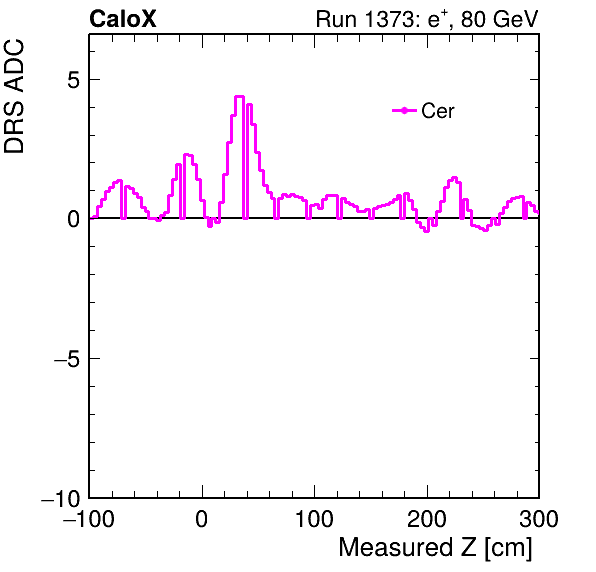 CaloX
Run 1373: e⁺, 80 GeV
DRS ADC
Cer
5
0
−5
−10
−100 0 100 200 300
Measured Z [cm]